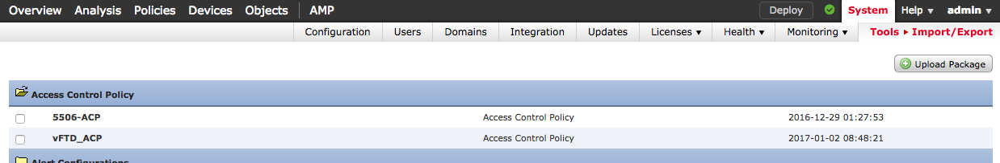 Overview Analysis Policies Devices Objects AMP Deploy System Help admin
Configuration Users Domains Integration Updates Licenses Health Monitoring Tools ▸ Import/Export
Upload Package
Access Control Policy
5506-ACP Access Control Policy 2016-12-29 01:27:53
vFTD_ACP Access Control Policy 2017-01-02 08:48:21
Alert Configurations